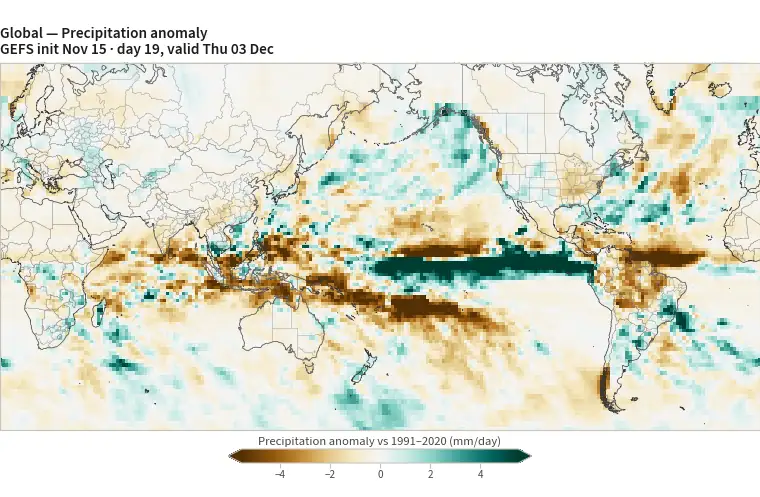 Global — Precipitation anomaly
GEFS init Nov 15 · day 19, valid Thu 03 Dec
Precipitation anomaly vs 1991–2020 (mm/day)
−4 −2 0 2 4